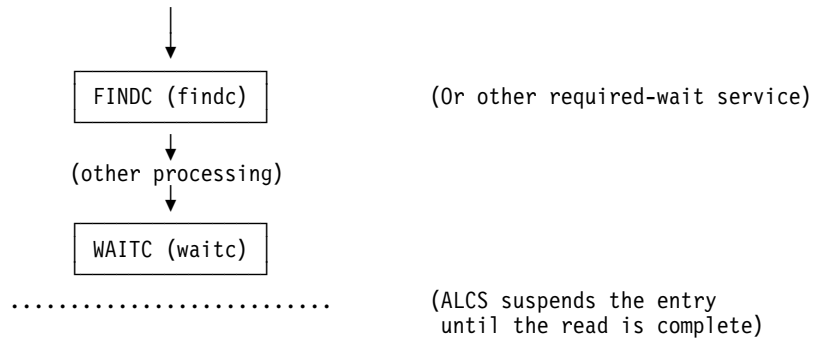 FINDC (findc) (Or other required-wait service)
(other processing)
WAITC (waitc)
........................... (ALCS suspends the entry
until the read is complete)